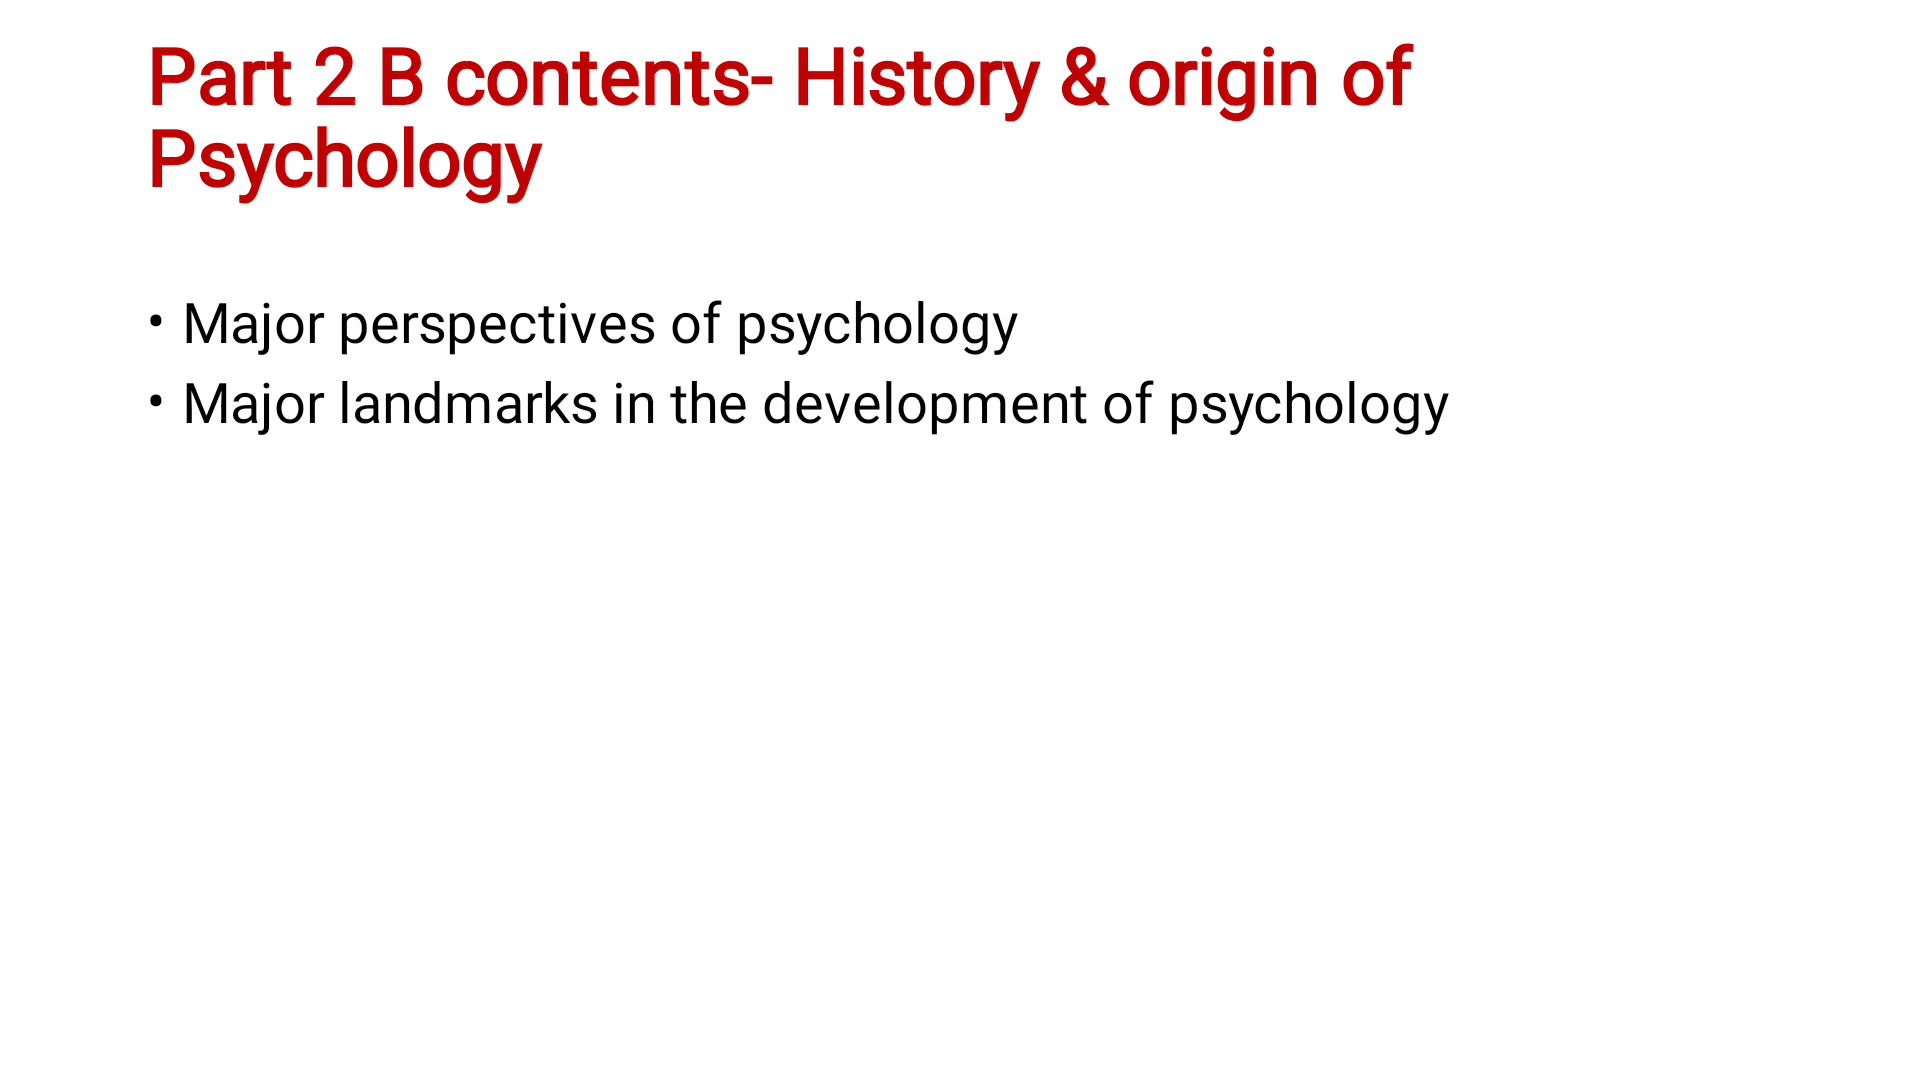 Part 2 B contents- History & origin of
Psychology
• Major perspectives of psychology
• Major landmarks in the development of psychology